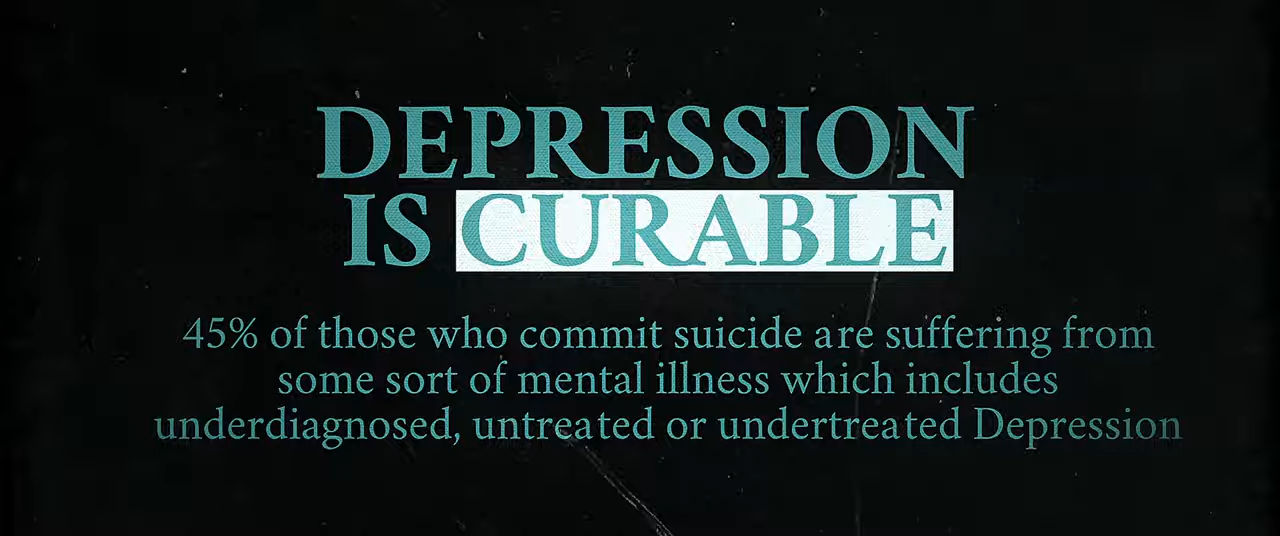 DEPRESSION
IS CURABLE
45% of those who commit suicide are suffering from
some sort of mental illness which includes
underdiagnosed, untreated or undertreated Depression